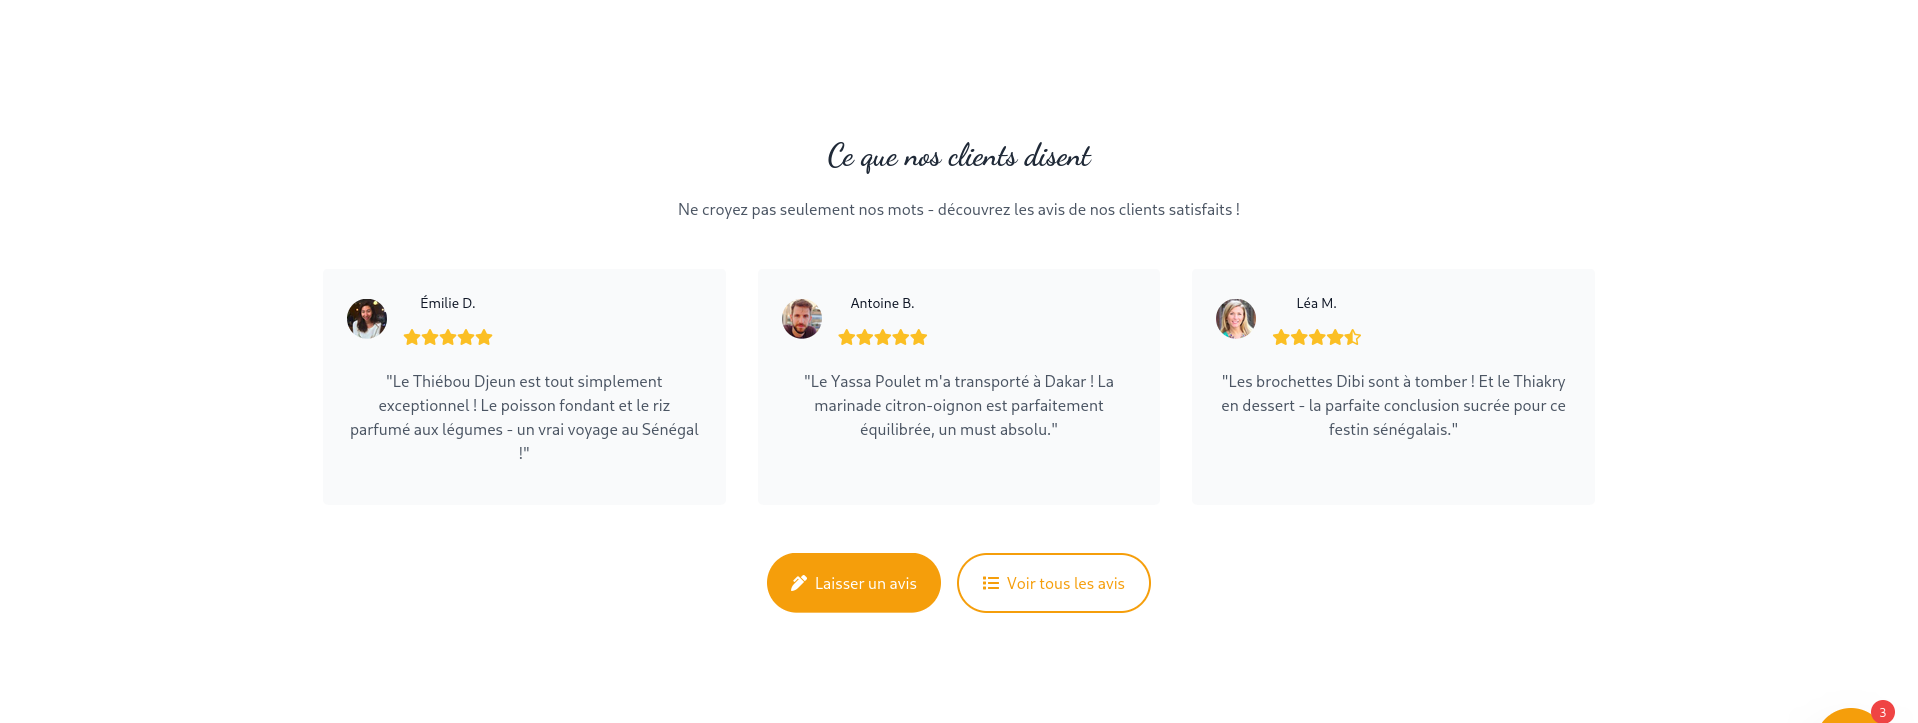 Ce que nos clients disent
Ne croyez pas seulement nos mots - découvrez les avis de nos clients satisfaits !
Émilie D.
"Le Thiébou Djeun est tout simplement
exceptionnel ! Le poisson fondant et le riz
parfumé aux légumes - un vrai voyage au Sénégal
!"
Antoine B.
"Le Yassa Poulet m'a transporté à Dakar ! La
marinade citron-oignon est parfaitement
équilibrée, un must absolu."
Léa M.
"Les brochettes Dibi sont à tomber ! Et le Thiakry
en dessert - la parfaite conclusion sucrée pour ce
festin sénégalais."
Laisser un avis
Voir tous les avis
3